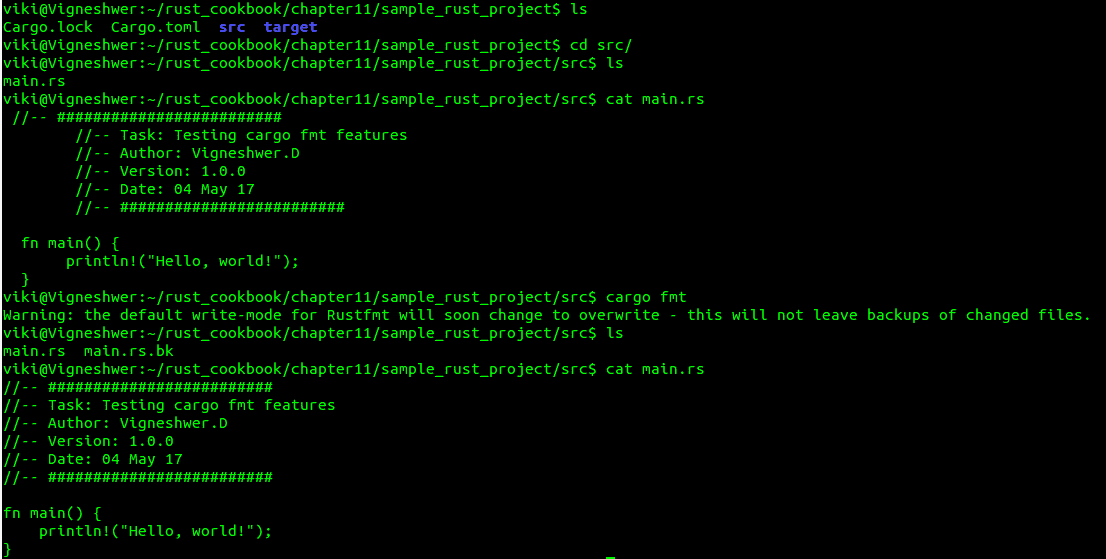 viki@Vigneshwer:~/rust_cookbook/chapter11/sample_rust_project$ ls
Cargo.lock  Cargo.toml  src  target
viki@Vigneshwer:~/rust_cookbook/chapter11/sample_rust_project$ cd src/
viki@Vigneshwer:~/rust_cookbook/chapter11/sample_rust_project/src$ ls
main.rs
viki@Vigneshwer:~/rust_cookbook/chapter11/sample_rust_project/src$ cat main.rs
 //-- #########################
        //-- Task: Testing cargo fmt features
        //-- Author: Vigneshwer.D
        //-- Version: 1.0.0
        //-- Date: 04 May 17
        //-- #########################

  fn main() {
       println!("Hello, world!");
  }
viki@Vigneshwer:~/rust_cookbook/chapter11/sample_rust_project/src$ cargo fmt
Warning: the default write-mode for Rustfmt will soon change to overwrite - this will not leave backups of changed files.
viki@Vigneshwer:~/rust_cookbook/chapter11/sample_rust_project/src$ ls
main.rs  main.rs.bk
viki@Vigneshwer:~/rust_cookbook/chapter11/sample_rust_project/src$ cat main.rs
//-- #########################
//-- Task: Testing cargo fmt features
//-- Author: Vigneshwer.D
//-- Version: 1.0.0
//-- Date: 04 May 17
//-- #########################

fn main() {
    println!("Hello, world!");
}